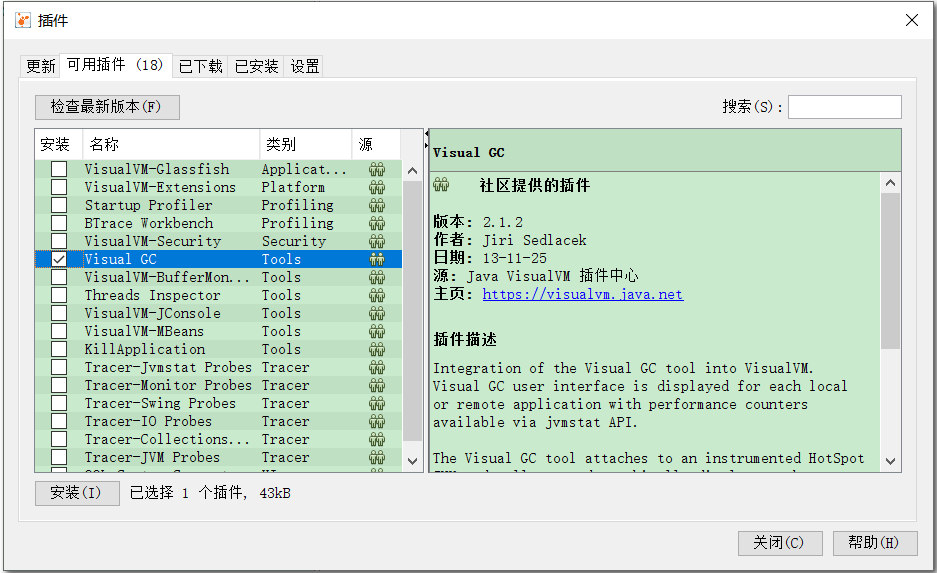 插件
更新 可用插件 (18) 已下载 已安装 设置
检查最新版本(F) 搜索(S):
安装 名称 类别 源
VisualVM-Glassfish Applicat...
VisualVM-Extensions Platform
Startup Profiler Profiling
BTrace Workbench Profiling
VisualVM-Security Security
Visual GC Tools
VisualVM-BufferMon... Tools
Threads Inspector Tools
VisualVM-JConsole Tools
VisualVM-MBeans Tools
KillApplication Tools
Tracer-Jvmstat Probes Tracer
Tracer-Monitor Probes Tracer
Tracer-Swing Probes Tracer
Tracer-IO Probes Tracer
Tracer-Collections... Tracer
Tracer-JVM Probes Tracer
Visual GC
社区提供的插件
版本: 2.1.2
作者: Jiri Sedlacek
日期: 13-11-25
源: Java VisualVM 插件中心
主页: https://visualvm.java.net
插件描述
Integration of the Visual GC tool into VisualVM.
Visual GC user interface is displayed for each local
or remote application with performance counters
available via jvmstat API.
The Visual GC tool attaches to an instrumented HotSpot
安装(I) 已选择 1 个插件, 43kB
关闭(C) 帮助(H)